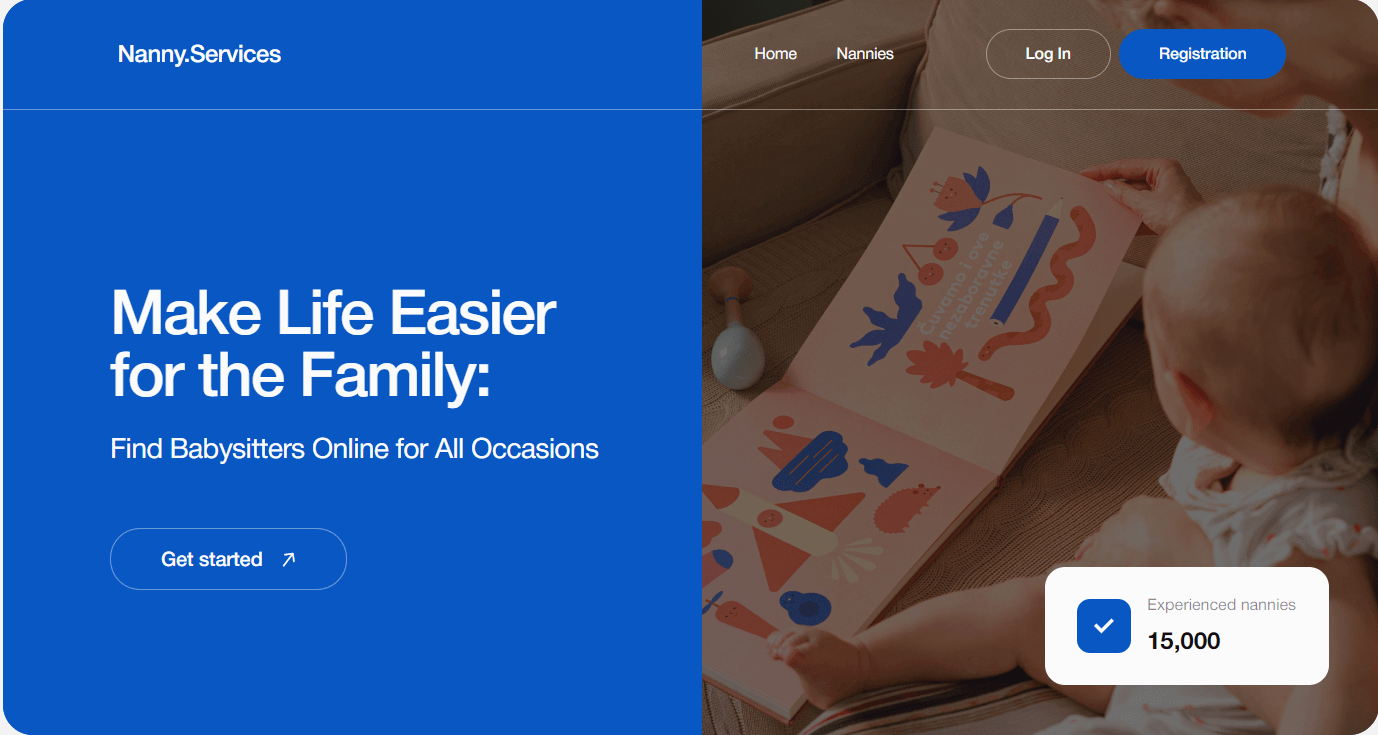 Nanny.Services
Home
Nannies
Log In
Registration
Make Life Easier
for the Family:
Find Babysitters Online for All Occasions
Get started
Čuvamo i ove
nezaboravne
trenutke
Experienced nannies
15,000